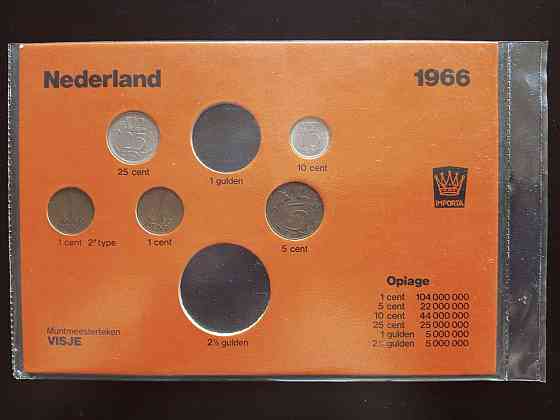 Nederland 1966
25 cent
1 gulden
10 cent
IMPORTA
1 cent 2e type
1 cent
5 cent
2½ gulden
Muntmeesterteken
VISJE
Oplage
1 cent 104 000 000
5 cent 22 000 000
10 cent 44 000 000
25 cent 25 000 000
1 gulden 5 000 000
2½ gulden 5 000 000